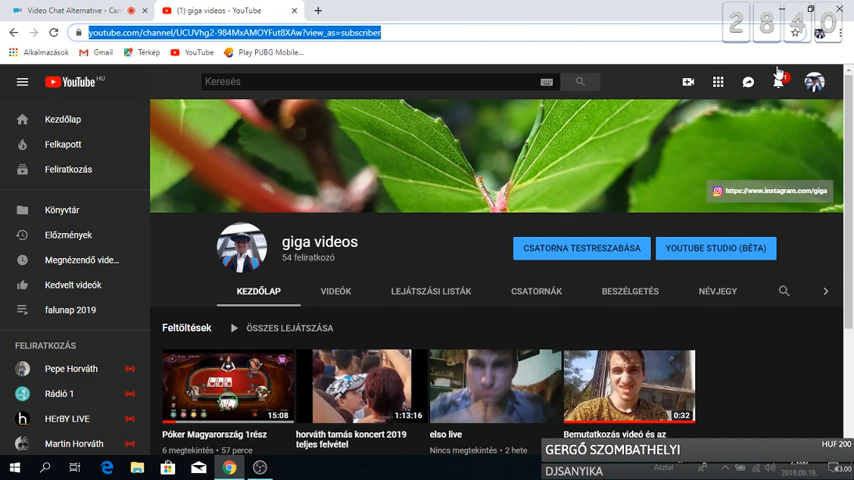 Video Chat Alternative - Cam
(1) giga videos - YouTube
2840
youtube.com/channel/UCUVhg2-984MxAMOYFut8XAw?view_as=subscriber
Alkalmazások
Gmail
Térkép
YouTube
Play PUBG Mobile...
YouTube HU
Keresés
1
Kezdőlap
Felkapott
Feliratkozás
Könyvtár
Előzmények
Megnézendő vide...
Kedvelt videók
falunap 2019
FELIRATKOZÁS
Pepe Horváth
Rádió 1
HErBY LIVE
Martin Horváth
https://www.instagram.com/giga
giga videos
54 feliratkozó
CSATORNA TESTRESZABÁSA
YOUTUBE STUDIO (BÉTA)
KEZDŐLAP
VIDEÓK
LEJÁTSZÁSI LISTÁK
CSATORNÁK
BESZÉLGETÉS
NÉVJEGY
Feltöltések
ÖSSZES LEJÁTSZÁSA
15:08
1:13:16
0:32
Póker Magyarország 1rész
6 megtekintés • 57 perce
horváth tamás koncert 2019
teljes felvétel
elso live
Nincs megtekintés • 2 hete
Bemutatkozás videó és az
GERGŐ SZOMBATHELYI
HUF 200
DJSANYIKA
€3.00
Asztal
2019.09.19.